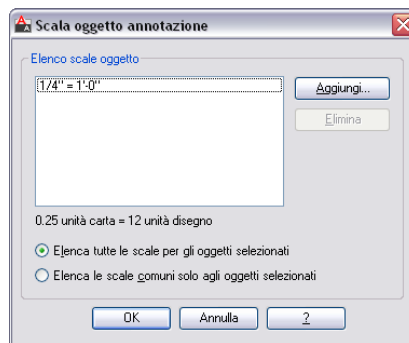 Scala oggetto annotazione
Elenco scale oggetto
1/4" = 1'-0"
Aggiungi...
Elimina
0.25 unità carta = 12 unità disegno
Elenca tutte le scale per gli oggetti selezionati
Elenca le scale comuni solo agli oggetti selezionati
OK
Annulla
?